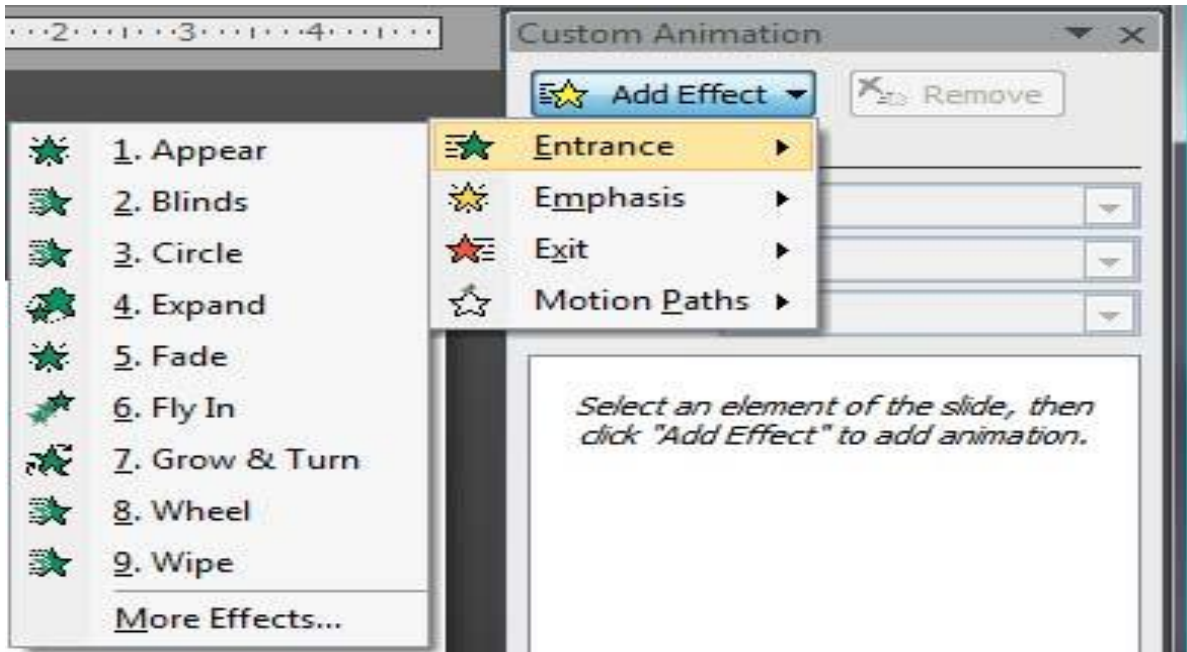 2 3 4
Custom Animation
Add Effect
Remove
Entrance
Emphasis
Exit
Motion Paths
1. Appear
2. Blinds
3. Circle
4. Expand
5. Fade
6. Fly In
7. Grow & Turn
8. Wheel
9. Wipe
More Effects...
Select an element of the slide, then
click "Add Effect" to add animation.